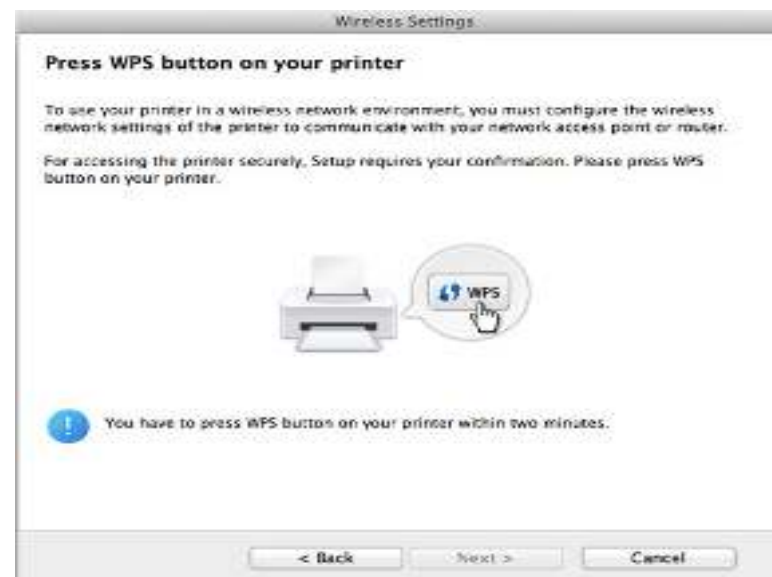 Wireless Settings
Press WPS button on your printer
To use your printer in a wireless network environment, you must configure the wireless
network settings of the printer to communicate with your network access point or router.
For accessing the printer securely, Setup requires your confirmation. Please press WPS
button on your printer.
WPS
You have to press WPS button on your printer within two minutes.
< Back
Next >
Cancel